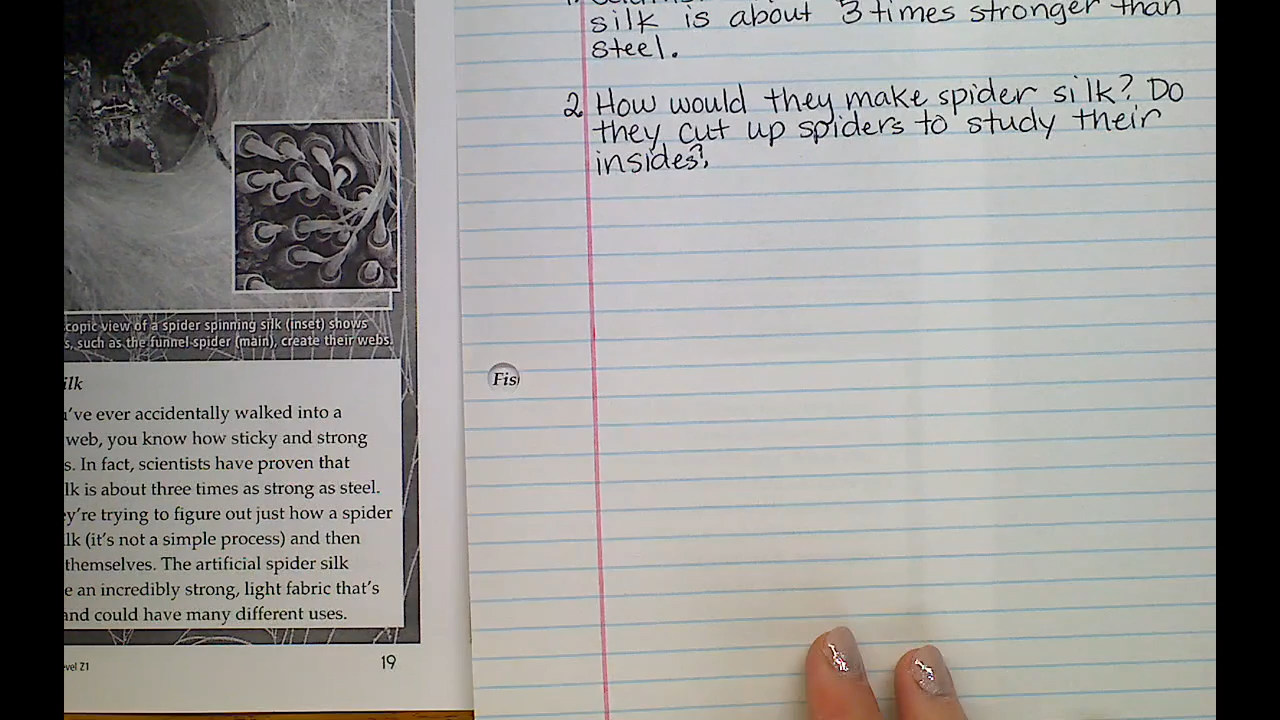 copic view of a spider spinning silk (inset) shows
s, such as the funnel spider (main), create their webs.
ilk
u've ever accidentally walked into a
web, you know how sticky and strong
s. In fact, scientists have proven that
lk is about three times as strong as steel.
ey're trying to figure out just how a spider
lk (it's not a simple process) and then
themselves. The artificial spider silk
e an incredibly strong, light fabric that's
and could have many different uses.
evel Z1
19
silk is about 3 times stronger than
steel.
2 How would they make spider silk? Do
they cut up spiders to study their
insides?
Fis